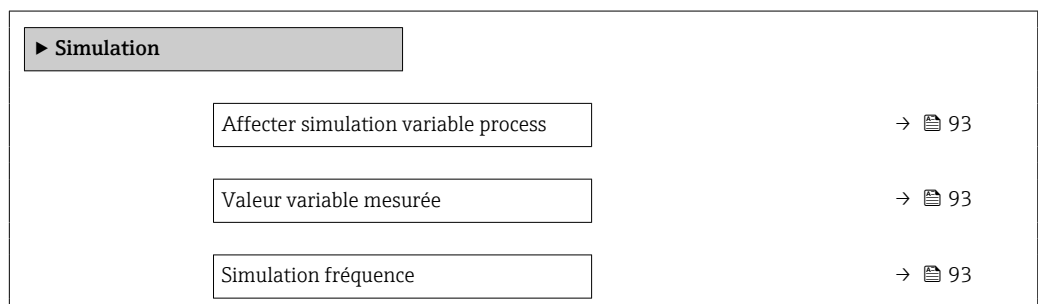 ► Simulation
Affecter simulation variable process → 93
Valeur variable mesurée → 93
Simulation fréquence → 93